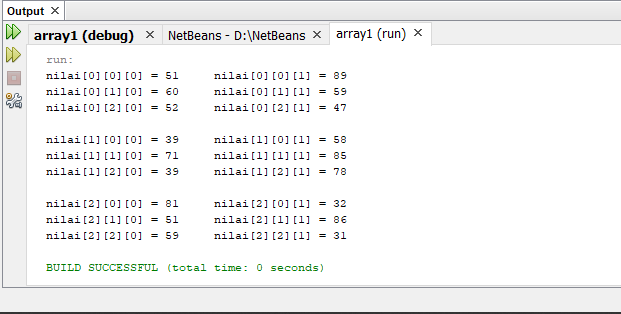 Output ×
array1 (debug) × NetBeans - D:\NetBeans × array1 (run) ×
run:
nilai[0][0][0] = 51 nilai[0][0][1] = 89
nilai[0][1][0] = 60 nilai[0][1][1] = 59
nilai[0][2][0] = 52 nilai[0][2][1] = 47
nilai[1][0][0] = 39 nilai[1][0][1] = 58
nilai[1][1][0] = 71 nilai[1][1][1] = 85
nilai[1][2][0] = 39 nilai[1][2][1] = 78
nilai[2][0][0] = 81 nilai[2][0][1] = 32
nilai[2][1][0] = 51 nilai[2][1][1] = 86
nilai[2][2][0] = 59 nilai[2][2][1] = 31
BUILD SUCCESSFUL (total time: 0 seconds)